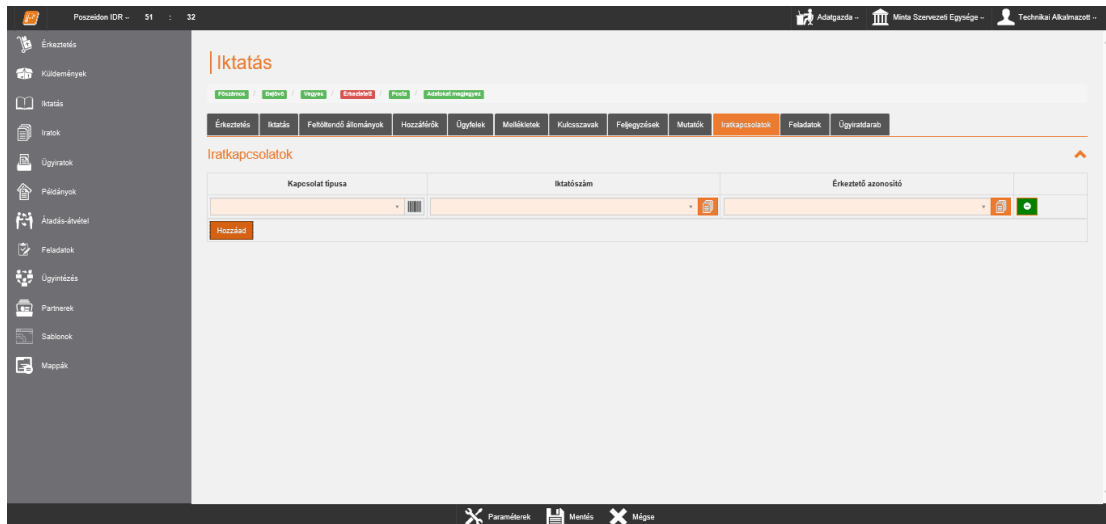 Poszeidon IDR 51 : 32 Adatgazda Minta Szervezeti Egysége Technikai Alkalmazott
Érkeztetés
Küldemények
Iktatás
Iratok
Ügyiratok
Példányok
Átadás-átvétel
Feladatok
Ügyintézés
Partnerek
Sablonok
Mappák
Iktatás
Főszámos / Bejövő / Vegyes / Érkeztetett / Posta / Adatokat megjegyez
Érkeztetés Iktatás Feltöltendő állományok Hozzáférők Ügyfelek Mellékletek Kulcsszavak Feljegyzések Mutatók Iratkapcsolatok Feladatok Ügyiratdarab
Iratkapcsolatok
Kapcsolat típusa Iktatószám Érkeztető azonosító
Hozzáad
Paraméterek Mentés Mégse